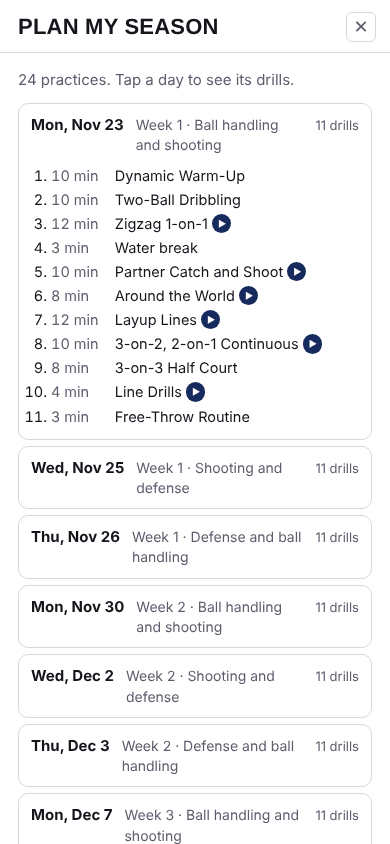 PLAN MY SEASON
24 practices. Tap a day to see its drills.
Mon, Nov 23 Week 1 · Ball handling 11 drills
and shooting
1. 10 min Dynamic Warm-Up
2. 10 min Two-Ball Dribbling
3. 12 min Zigzag 1-on-1
4. 3 min Water break
5. 10 min Partner Catch and Shoot
6. 8 min Around the World
7. 12 min Layup Lines
8. 10 min 3-on-2, 2-on-1 Continuous
9. 8 min 3-on-3 Half Court
10. 4 min Line Drills
11. 3 min Free-Throw Routine
Wed, Nov 25 Week 1 · Shooting and 11 drills
defense
Thu, Nov 26 Week 1 · Defense and ball 11 drills
handling
Mon, Nov 30 Week 2 · Ball handling 11 drills
and shooting
Wed, Dec 2 Week 2 · Shooting and 11 drills
defense
Thu, Dec 3 Week 2 · Defense and ball 11 drills
handling
Mon, Dec 7 Week 3 · Ball handling and 11 drills
shooting